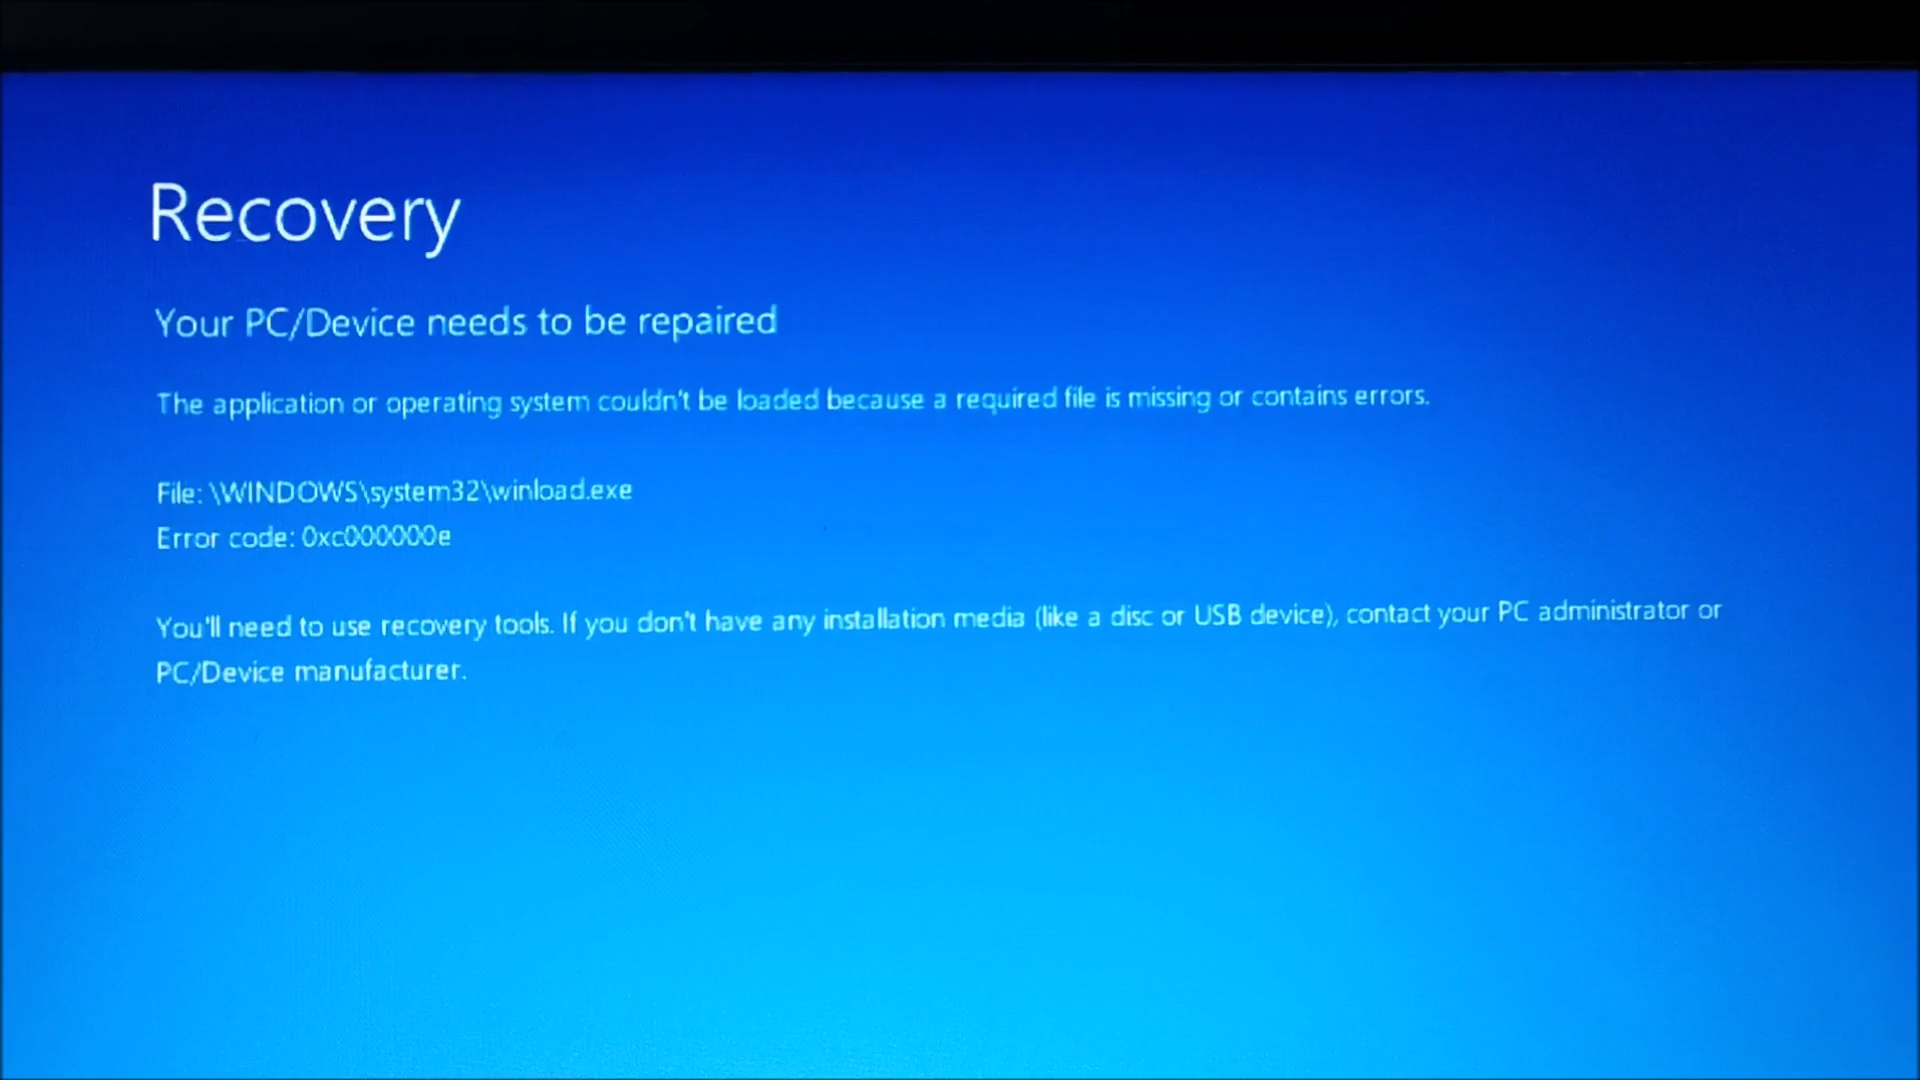 Recovery
Your PC/Device needs to be repaired
The application or operating system couldn't be loaded because a required file is missing or contains errors.
File: \WINDOWS\system32\winload.exe
Error code: 0xc000000e
You'll need to use recovery tools. If you don't have any installation media (like a disc or USB device), contact your PC administrator or
PC/Device manufacturer.